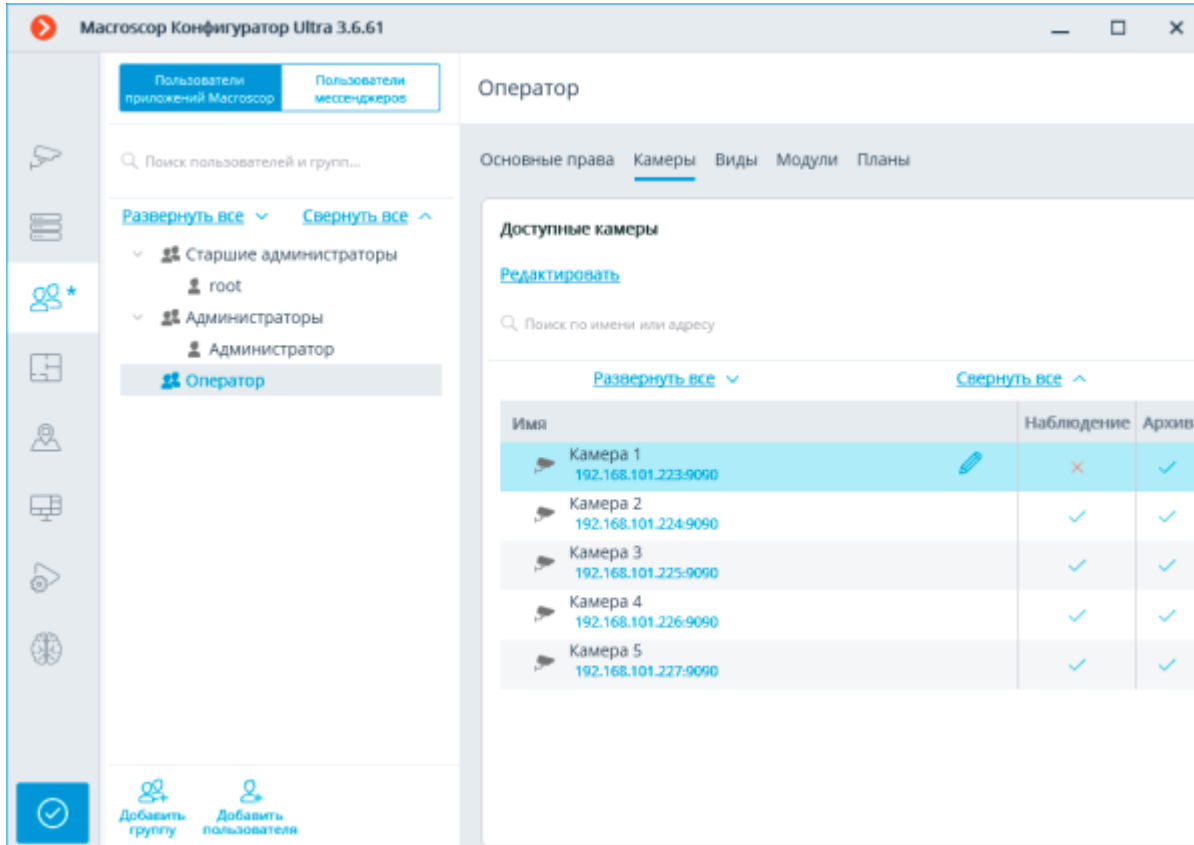 Macroscop Конфигуратор Ultra 3.6.61
Пользователи
приложений Macroscop
Пользователи
мессенджеров
Оператор
Поиск пользователей и групп...
Основные права Камеры Виды Модули Планы
Развернуть все Свернуть все
Старшие администраторы
root
Администраторы
Администратор
Оператор
Доступные камеры
Редактировать
Поиск по имени или адресу
Развернуть все Свернуть все
Имя Наблюдение Архив
Камера 1
192.168.101.223:9090
Камера 2
192.168.101.224:9090
Камера 3
192.168.101.225:9090
Камера 4
192.168.101.226:9090
Камера 5
192.168.101.227:9090
Добавить
группу
Добавить
пользователя